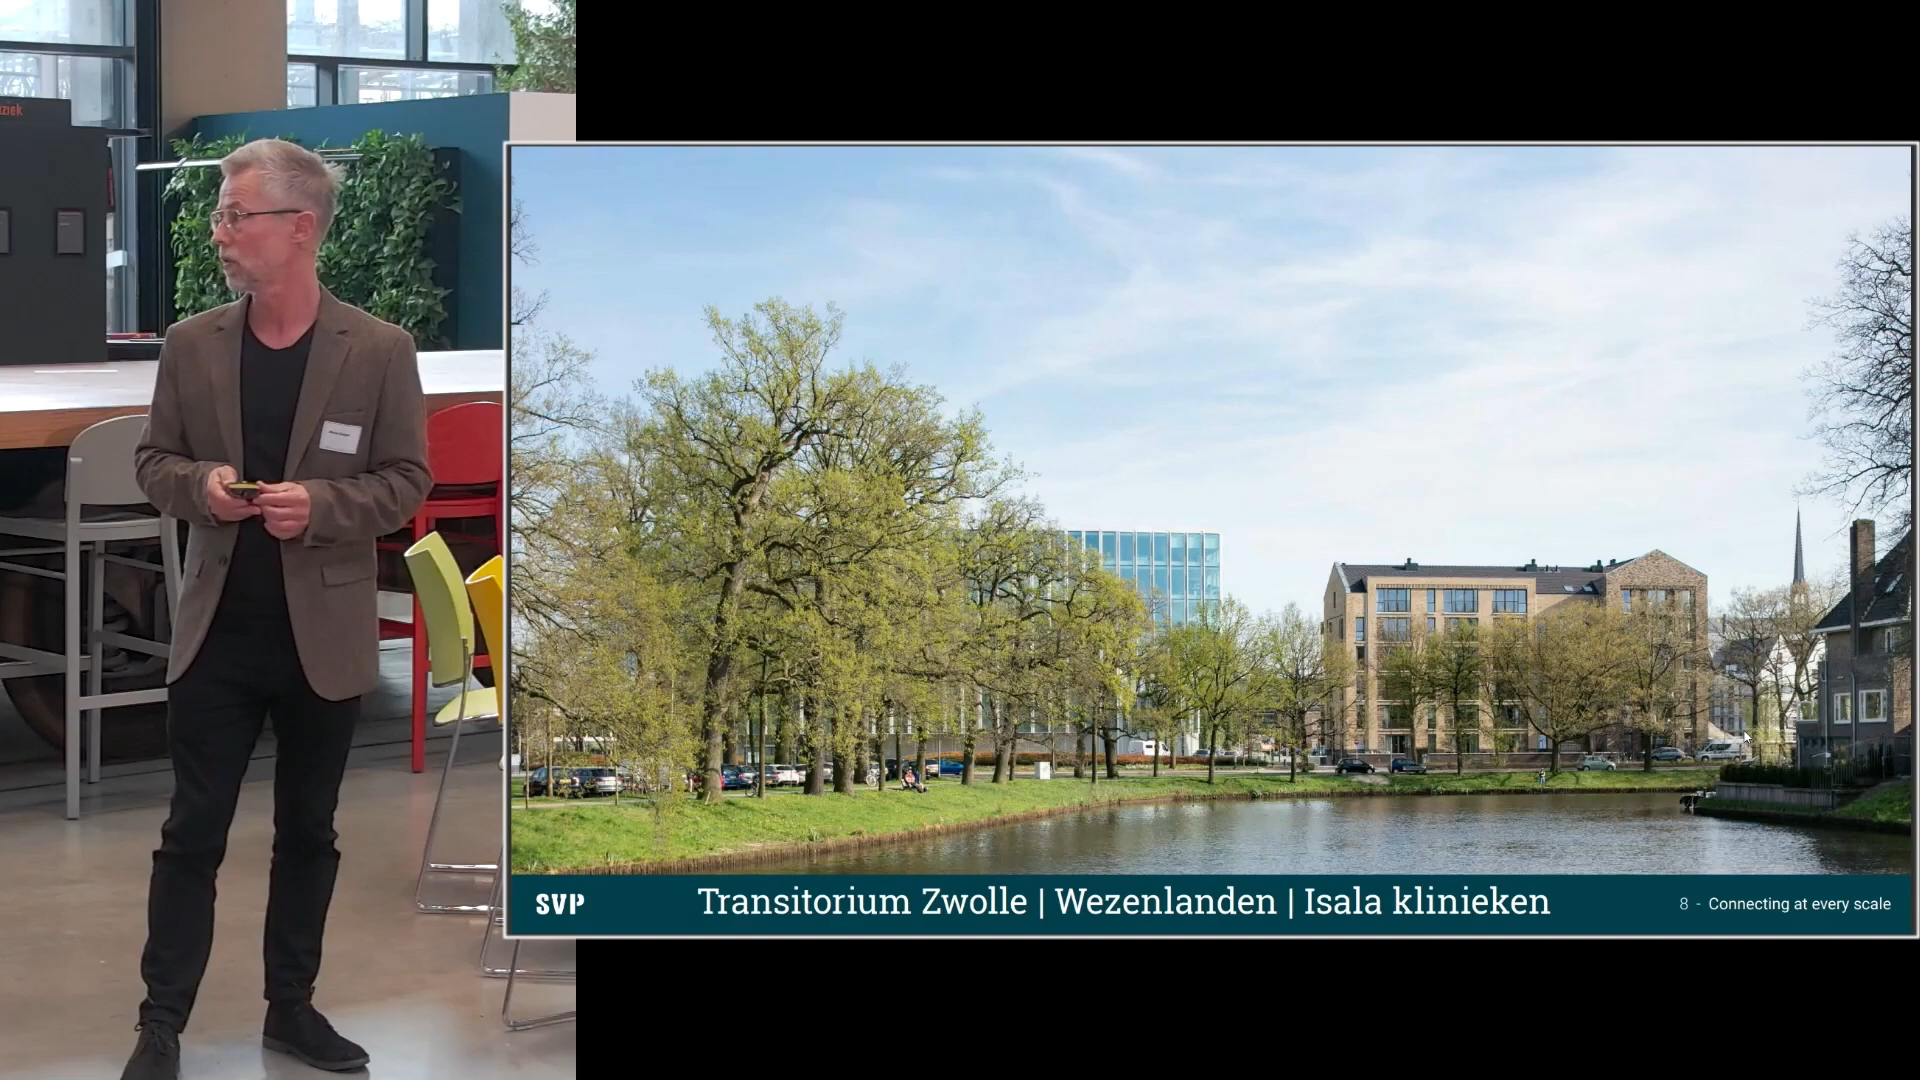 SVP
Transitorium Zwolle | Wezenlanden | Isala klinieken
8 - Connecting at every scale